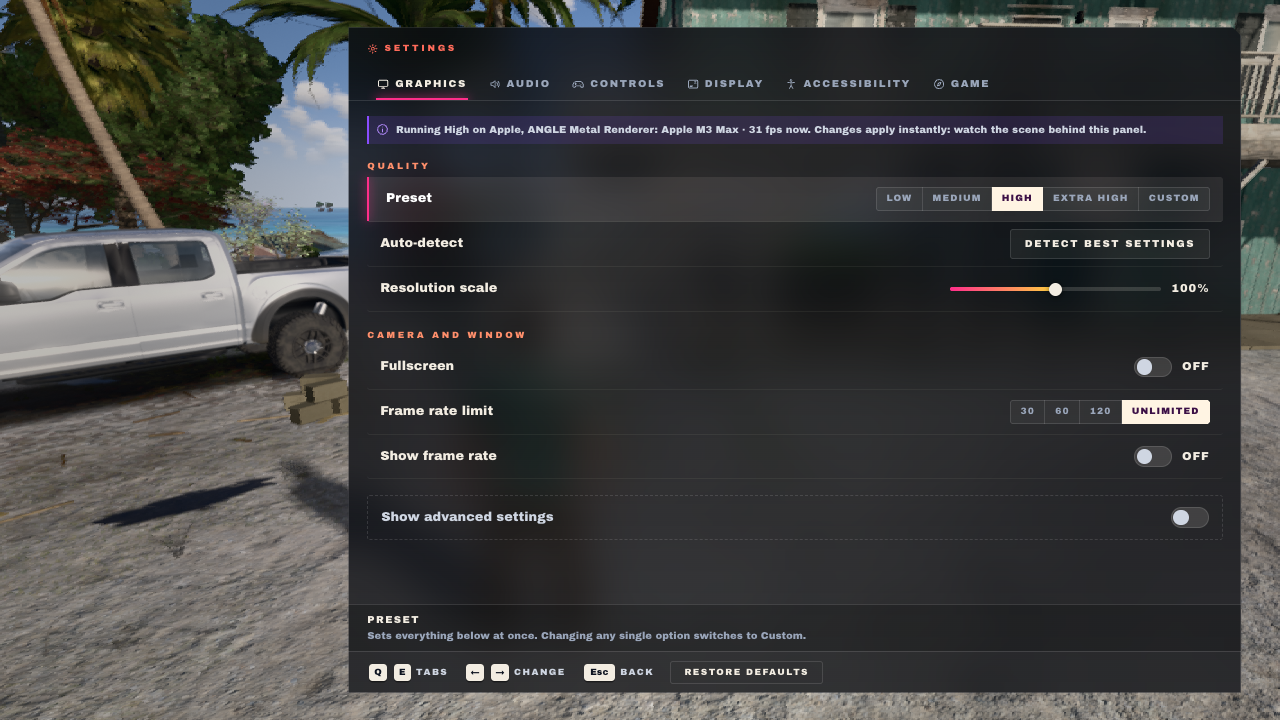 SETTINGS
GRAPHICS AUDIO CONTROLS DISPLAY ACCESSIBILITY GAME
Running High on Apple, ANGLE Metal Renderer: Apple M3 Max · 31 fps now. Changes apply instantly: watch the scene behind this panel.
QUALITY
Preset LOW MEDIUM HIGH EXTRA HIGH CUSTOM
Auto-detect DETECT BEST SETTINGS
Resolution scale 100%
CAMERA AND WINDOW
Fullscreen OFF
Frame rate limit 30 60 120 UNLIMITED
Show frame rate OFF
Show advanced settings
PRESET
Sets everything below at once. Changing any single option switches to Custom.
Q E TABS ← → CHANGE Esc BACK RESTORE DEFAULTS